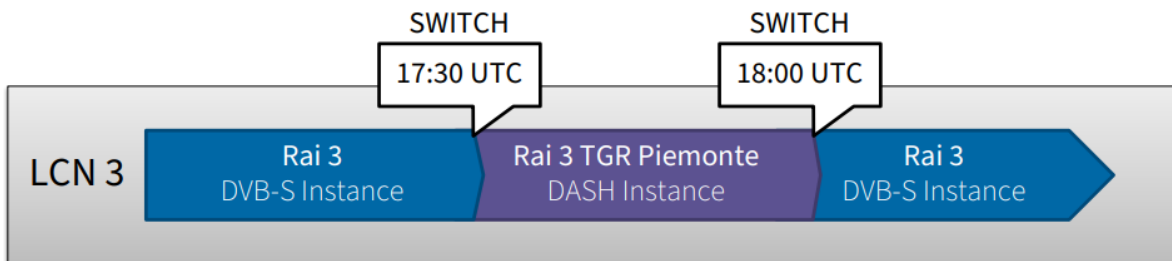 SWITCH
17:30 UTC
SWITCH
18:00 UTC
LCN 3
Rai 3
DVB-S Instance
Rai 3 TGR Piemonte
DASH Instance
Rai 3
DVB-S Instance